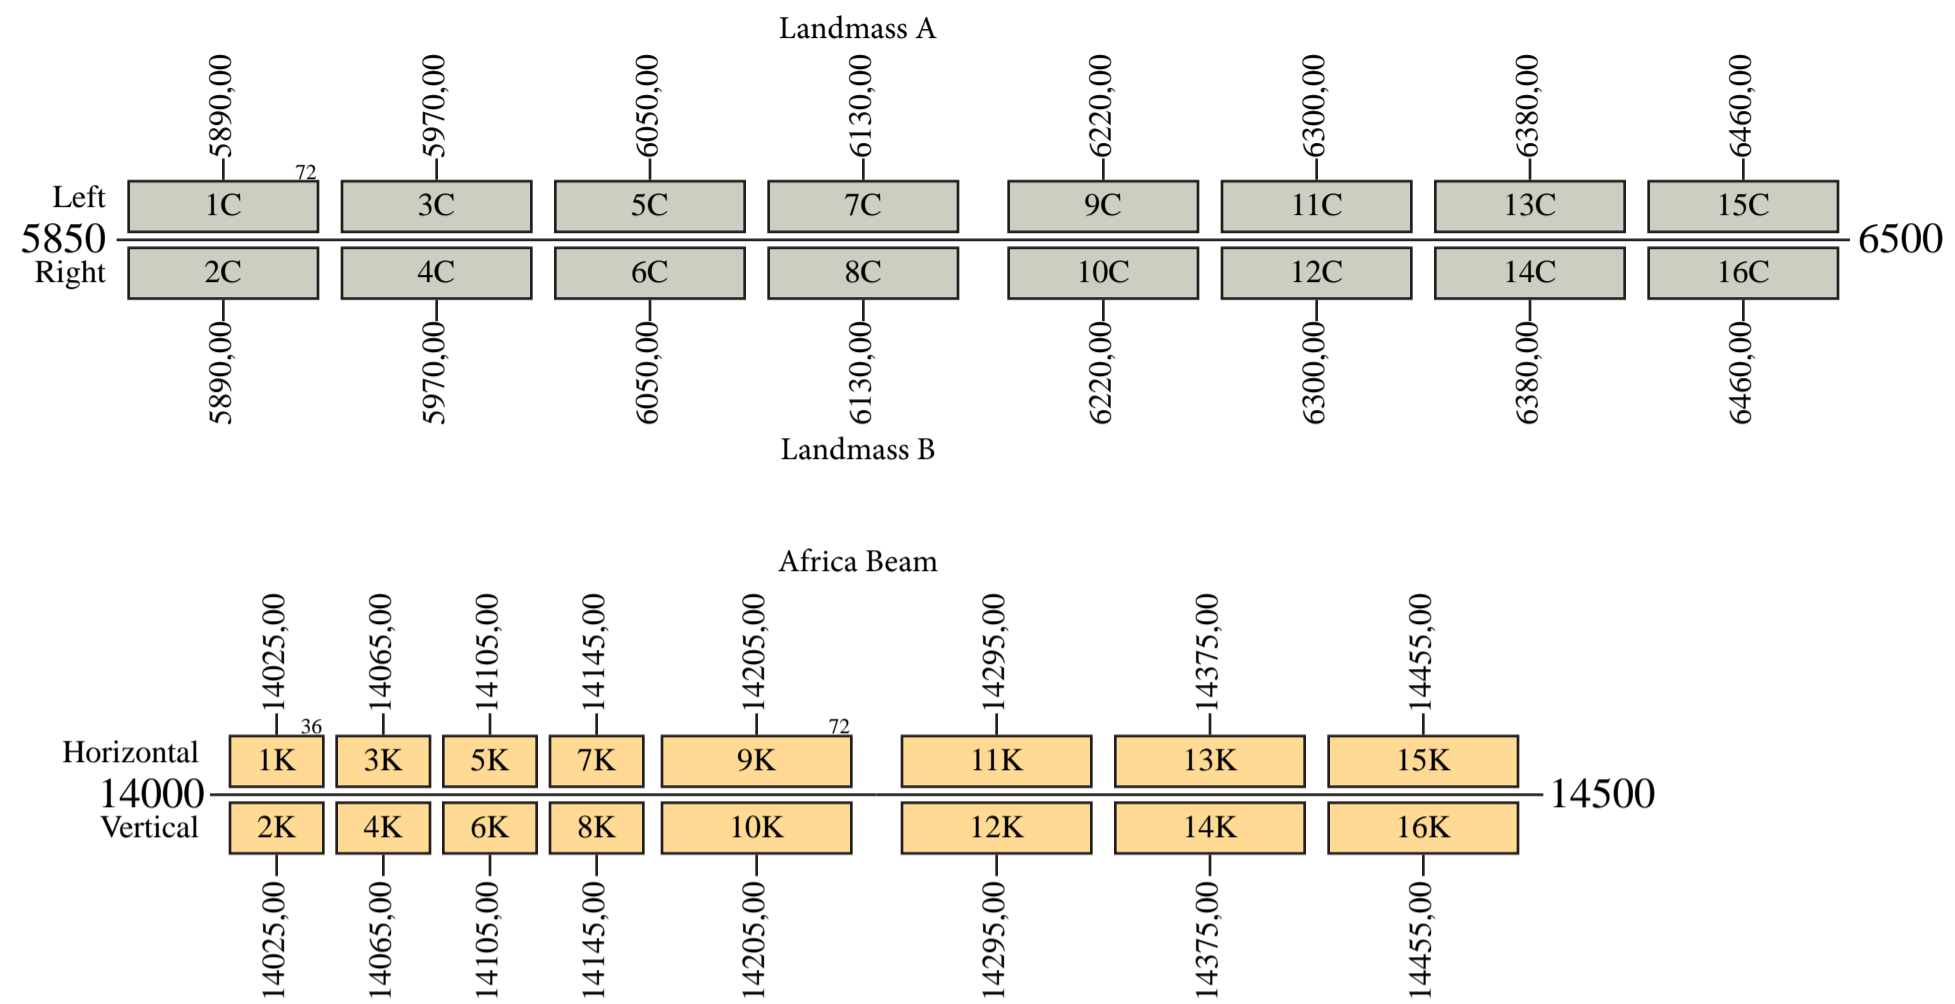 Landmass A
5890,00 5970,00 6050,00 6130,00 6220,00 6300,00 6380,00 6460,00
72
Left 1C 3C 5C 7C 9C 11C 13C 15C
5850 6500
Right 2C 4C 6C 8C 10C 12C 14C 16C
5890,00 5970,00 6050,00 6130,00 6220,00 6300,00 6380,00 6460,00
Landmass B
Africa Beam
14025,00 14065,00 14105,00 14145,00 14205,00 14295,00 14375,00 14455,00
36 72
Horizontal 1K 3K 5K 7K 9K 11K 13K 15K
14000 14500
Vertical 2K 4K 6K 8K 10K 12K 14K 16K
14025,00 14065,00 14105,00 14145,00 14205,00 14295,00 14375,00 14455,00